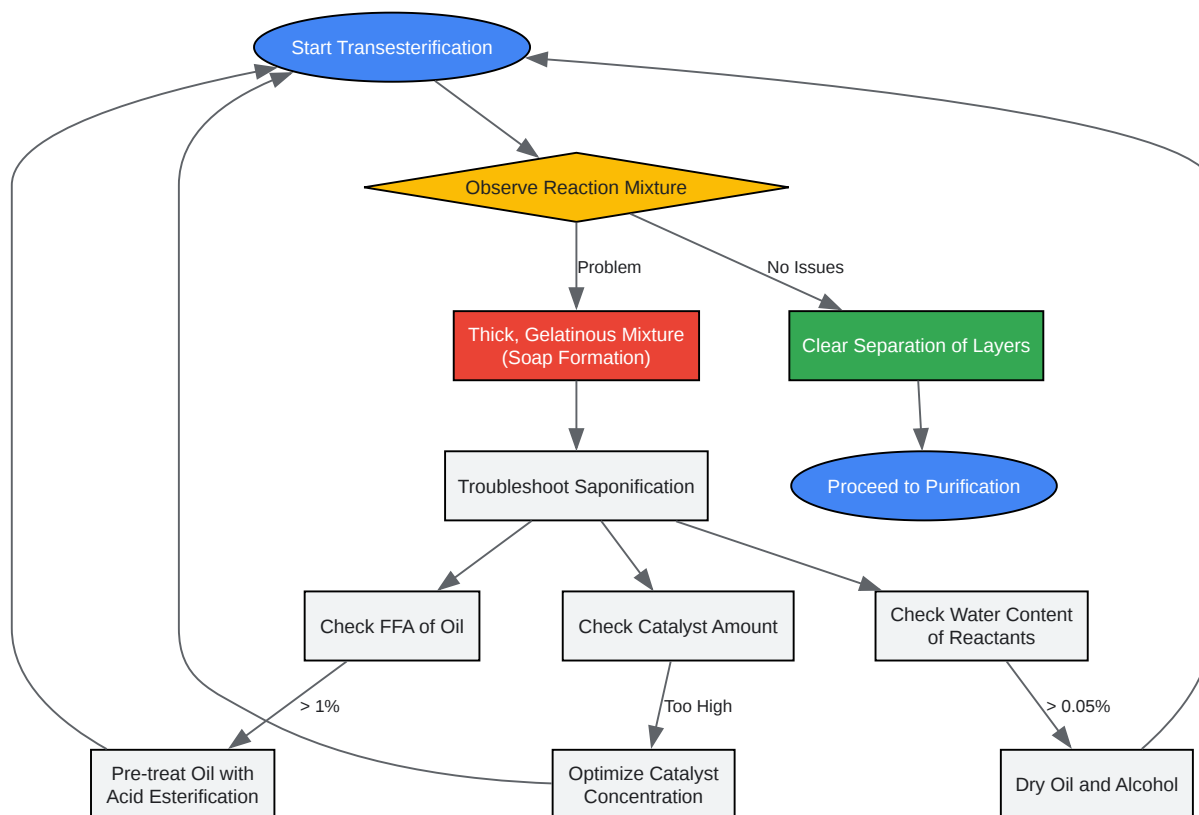 Start Transesterification
Observe Reaction Mixture
Problem
No Issues
Thick, Gelatinous Mixture
(Soap Formation)
Clear Separation of Layers
Troubleshoot Saponification
Proceed to Purification
Check FFA of Oil
Check Catalyst Amount
Check Water Content
of Reactants
> 1%
Too High
> 0.05%
Pre-treat Oil with
Acid Esterification
Optimize Catalyst
Concentration
Dry Oil and Alcohol